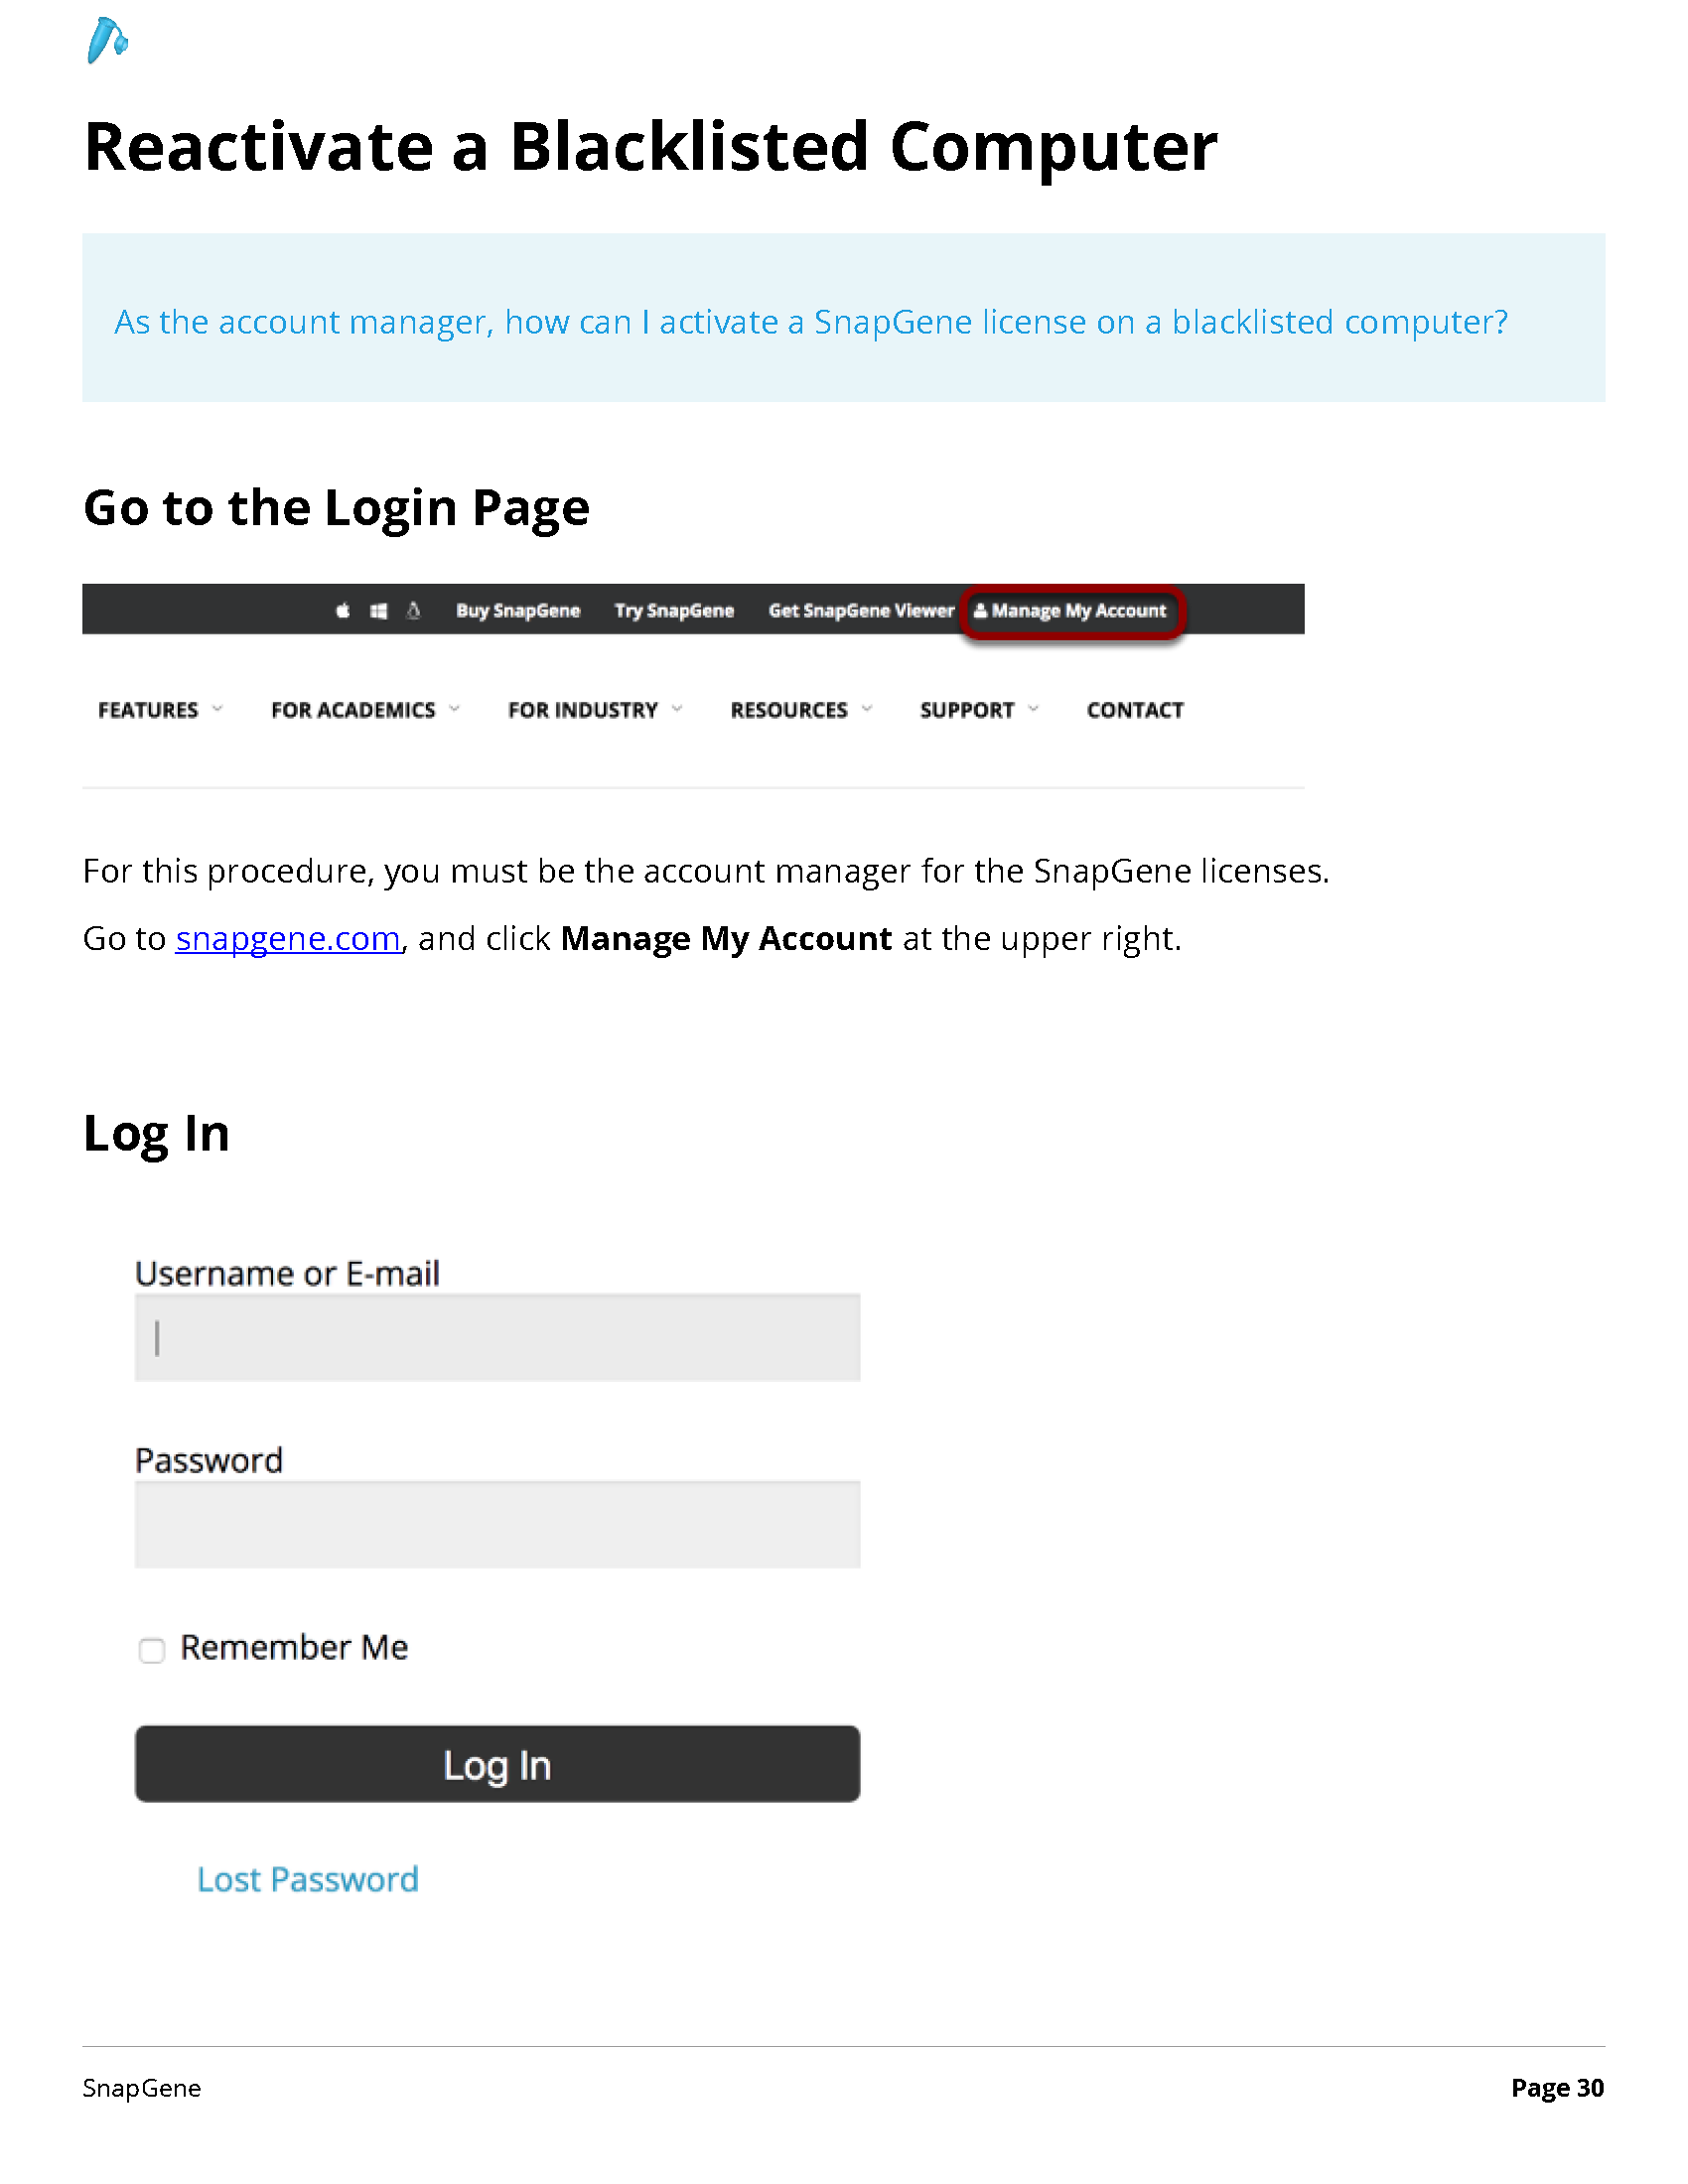 Reactivate a Blacklisted Computer
As the account manager, how can I activate a SnapGene license on a blacklisted computer?
Go to the Login Page
Buy SnapGene Try SnapGene Get SnapGene Viewer Manage My Account
FEATURES FOR ACADEMICS FOR INDUSTRY RESOURCES SUPPORT CONTACT
For this procedure, you must be the account manager for the SnapGene licenses.
Go to snapgene.com, and click Manage My Account at the upper right.
Log In
Username or E-mail
Password
Remember Me
Log In
Lost Password
SnapGene Page 30